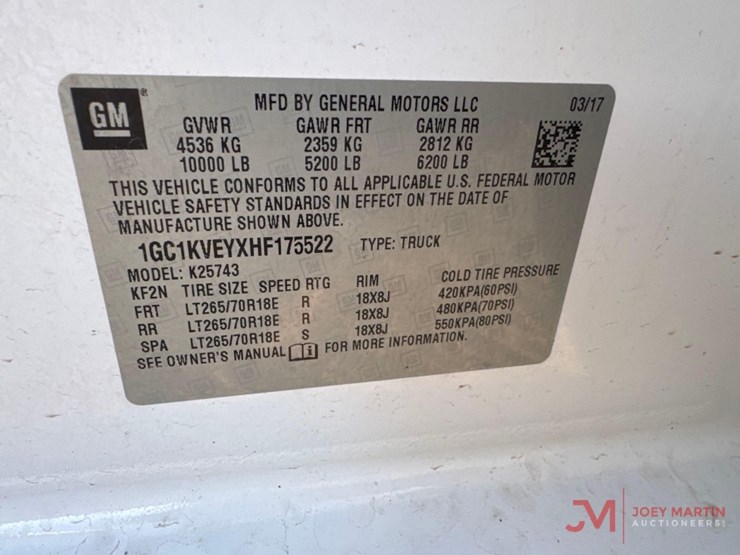 GM ®
MFD BY GENERAL MOTORS LLC 03/17
GVWR GAWR FRT GAWR RR
4536 KG 2359 KG 2812 KG
10000 LB 5200 LB 6200 LB
THIS VEHICLE CONFORMS TO ALL APPLICABLE U.S. FEDERAL MOTOR
VEHICLE SAFETY STANDARDS IN EFFECT ON THE DATE OF
MANUFACTURE SHOWN ABOVE.
1GC1KVEYXHF175522 TYPE: TRUCK
MODEL: K25743
KF2N TIRE SIZE SPEED RTG RIM COLD TIRE PRESSURE
FRT LT265/70R18E R 18X8J 420KPA(60PSI)
RR LT265/70R18E R 18X8J 480KPA(70PSI)
SPA LT265/70R18E S 18X8J 550KPA(80PSI)
SEE OWNER'S MANUAL i FOR MORE INFORMATION.
JM JOEY MARTIN
AUCTIONEERS!